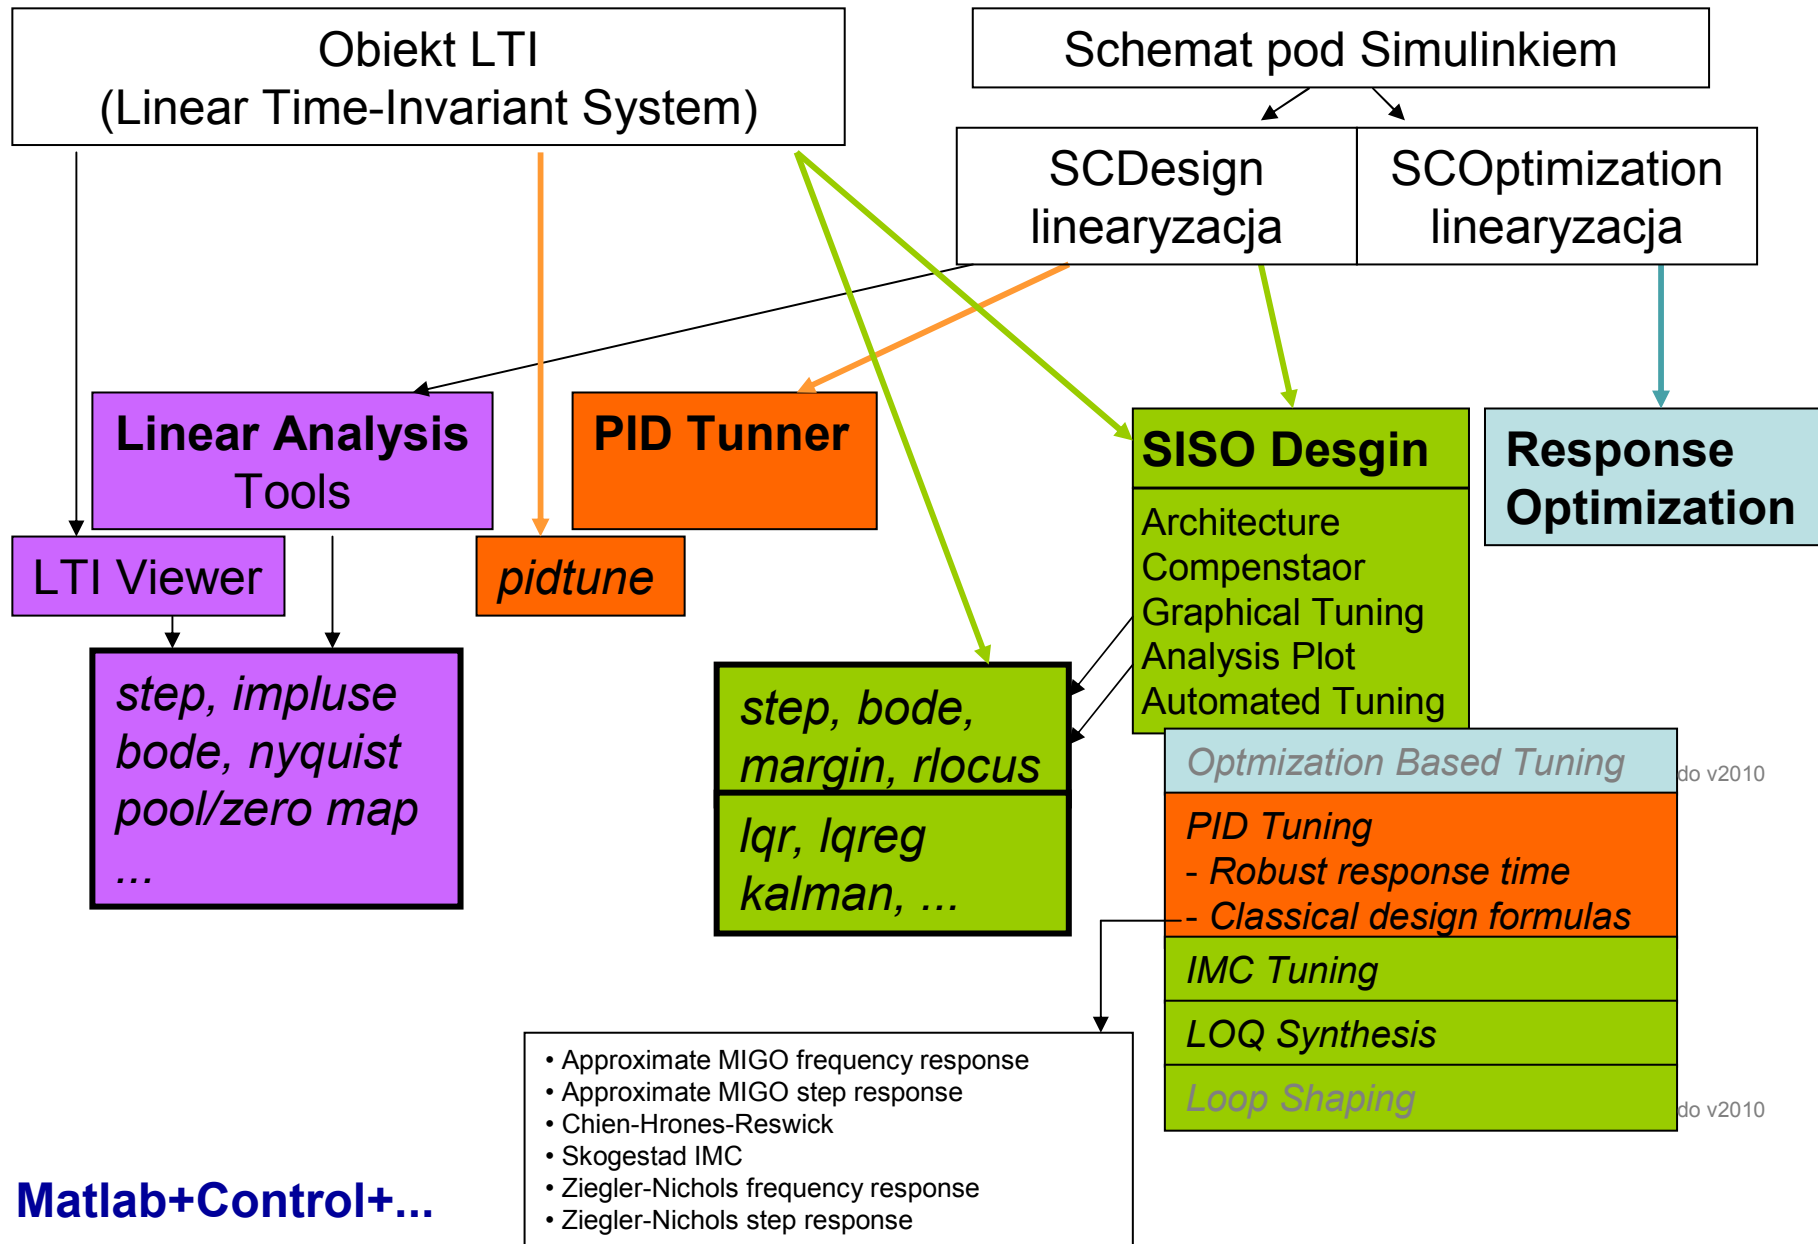 Obiekt LTI
(Linear Time-Invariant System)
Schemat pod Simulinkiem
SCDesign
linearyzacja
SCOptimization
linearyzacja
Linear Analysis
Tools
PID Tunner
SISO Desgin
Response
Optimization
LTI Viewer
pidtune
Architecture
Compenstaor
Graphical Tuning
Analysis Plot
Automated Tuning
step, impluse
bode, nyquist
pool/zero map
...
step, bode,
margin, rlocus
lqr, lqreg
kalman, ...
Optmization Based Tuning
do v2010
PID Tuning
- Robust response time
- Classical design formulas
IMC Tuning
LOQ Synthesis
Loop Shaping
do v2010
• Approximate MIGO frequency response
• Approximate MIGO step response
• Chien-Hrones-Reswick
• Skogestad IMC
• Ziegler-Nichols frequency response
• Ziegler-Nichols step response
Matlab+Control+...